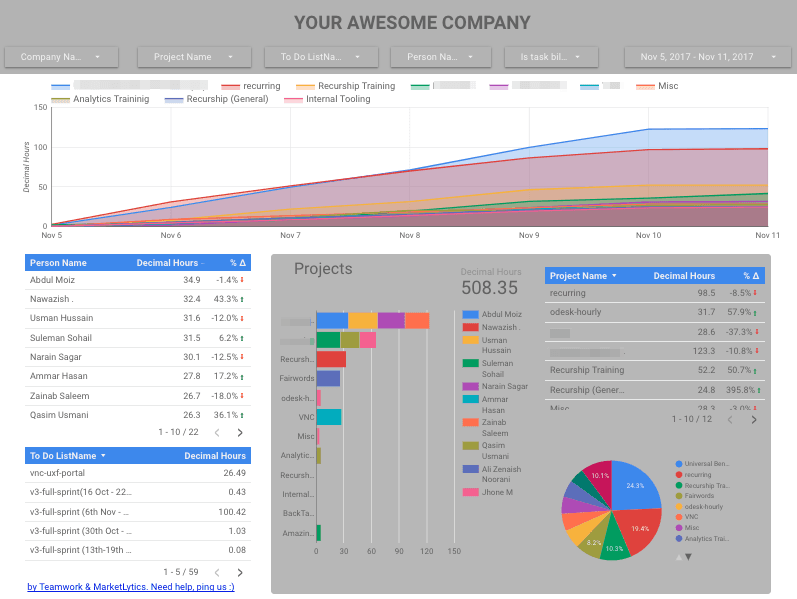 YOUR AWESOME COMPANY
Company Na... Project Name To Do ListNa... Person Na... Is task bil... Nov 5, 2017 - Nov 11, 2017
recurring Recurship Training Misc
Analytics Traininig Recurship (General) Internal Tooling
Decimal Hours
150
100
50
0
Nov 5 Nov 6 Nov 7 Nov 8 Nov 9 Nov 10 Nov 11
Person Name Decimal Hours % Δ
Abdul Moiz 34.9 -1.4%
Nawazish . 32.4 43.3%
Usman Hussain 31.6 -12.0%
Suleman Sohail 31.5 6.2%
Narain Sagar 30.1 -12.5%
Ammar Hasan 27.8 17.2%
Zainab Saleem 26.7 -18.0%
Qasim Usmani 26.3 36.1%
1 - 10 / 22
To Do ListName Decimal Hours
vnc-uxf-portal 26.49
v3-full-sprint(16 Oct - 22... 0.43
v3-full-sprint (6th Nov - ... 100.42
v3-full-sprint (30th Oct - ... 1.03
v3-full-sprint (13th-19th ... 0.08
1 - 5 / 59
by Teamwork & MarketLytics. Need help, ping us :)
Projects
Decimal Hours
508.35
Recursh...
Fairwords
odesk-h...
VNC
Misc
Analytic...
Recursh...
Internal...
BackTa...
Amazin...
0 30 60 90 120 150
Abdul Moiz
Nawazish .
Usman
Hussain
Suleman
Sohail
Narain Sagar
Ammar
Hasan
Zainab
Saleem
Qasim
Usmani
Ali Zenaish
Noorani
Jhone M
Project Name Decimal Hours % Δ
recurring 98.5 -8.5%
odesk-hourly 31.7 57.9%
28.6 -37.3%
123.3 -10.8%
Recurship Training 52.2 50.7%
Recurship (Gener... 24.8 395.8%
Misc 28.3 -3.0%
1 - 10 / 12
24.3%
19.4%
10.3%
6.2%
10.1%
Universal Ben...
recurring
Recurship Tra...
Fairwords
odesk-hourly
VNC
Misc
Analytics Trai...